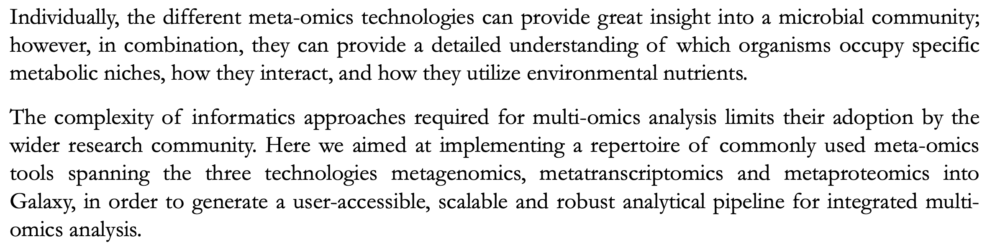 Individually, the different meta-omics technologies can provide great insight into a microbial community;
however, in combination, they can provide a detailed understanding of which organisms occupy specific
metabolic niches, how they interact, and how they utilize environmental nutrients.
The complexity of informatics approaches required for multi-omics analysis limits their adoption by the
wider research community. Here we aimed at implementing a repertoire of commonly used meta-omics
tools spanning the three technologies metagenomics, metatranscriptomics and metaproteomics into
Galaxy, in order to generate a user-accessible, scalable and robust analytical pipeline for integrated multi-
omics analysis.